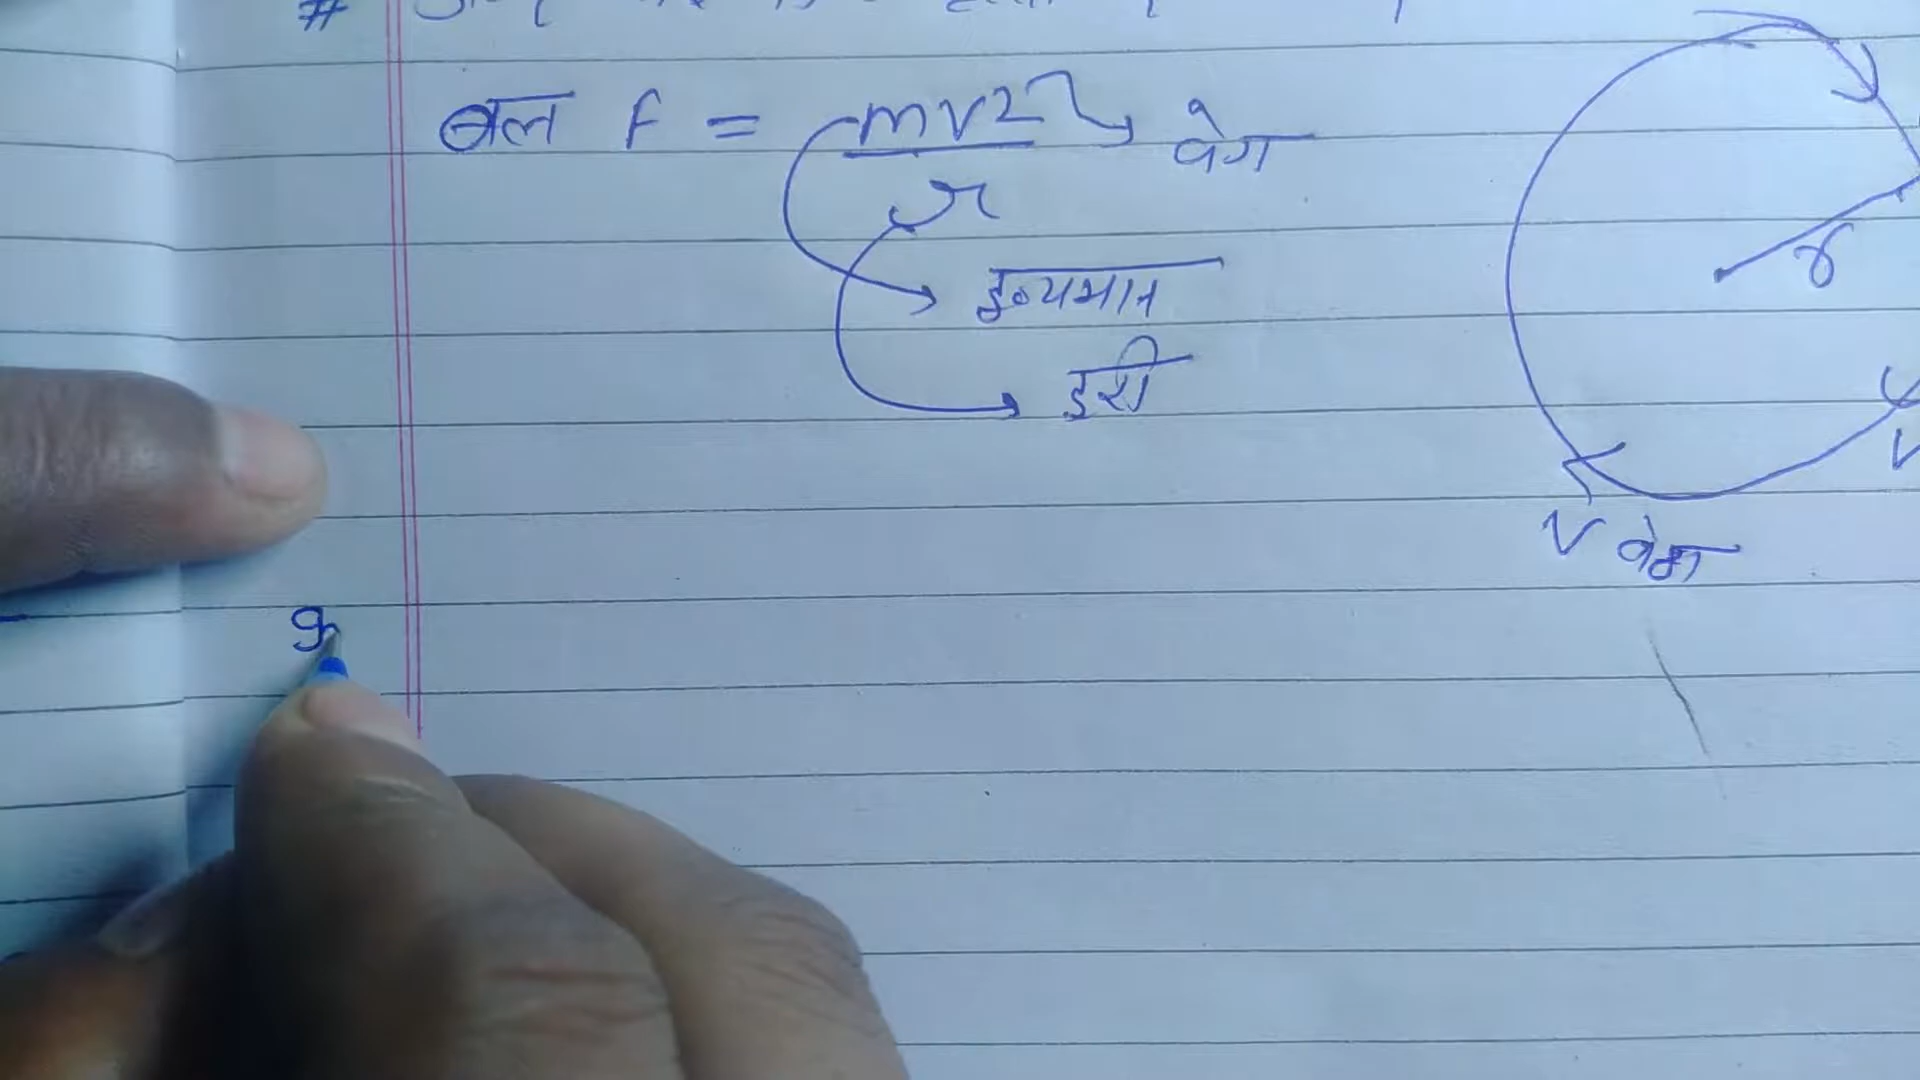 #
बल F = mv2 वेग
r
द्रव्यमान
दुरी
r
v
v वेग